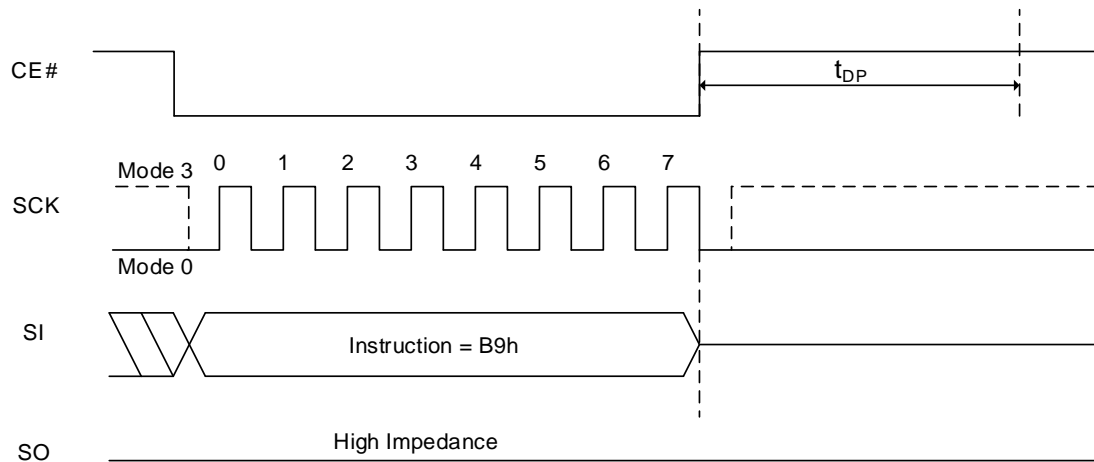 CE#
tDP
Mode 3 0 1 2 3 4 5 6 7
SCK
Mode 0
SI
Instruction = B9h
High Impedance
SO